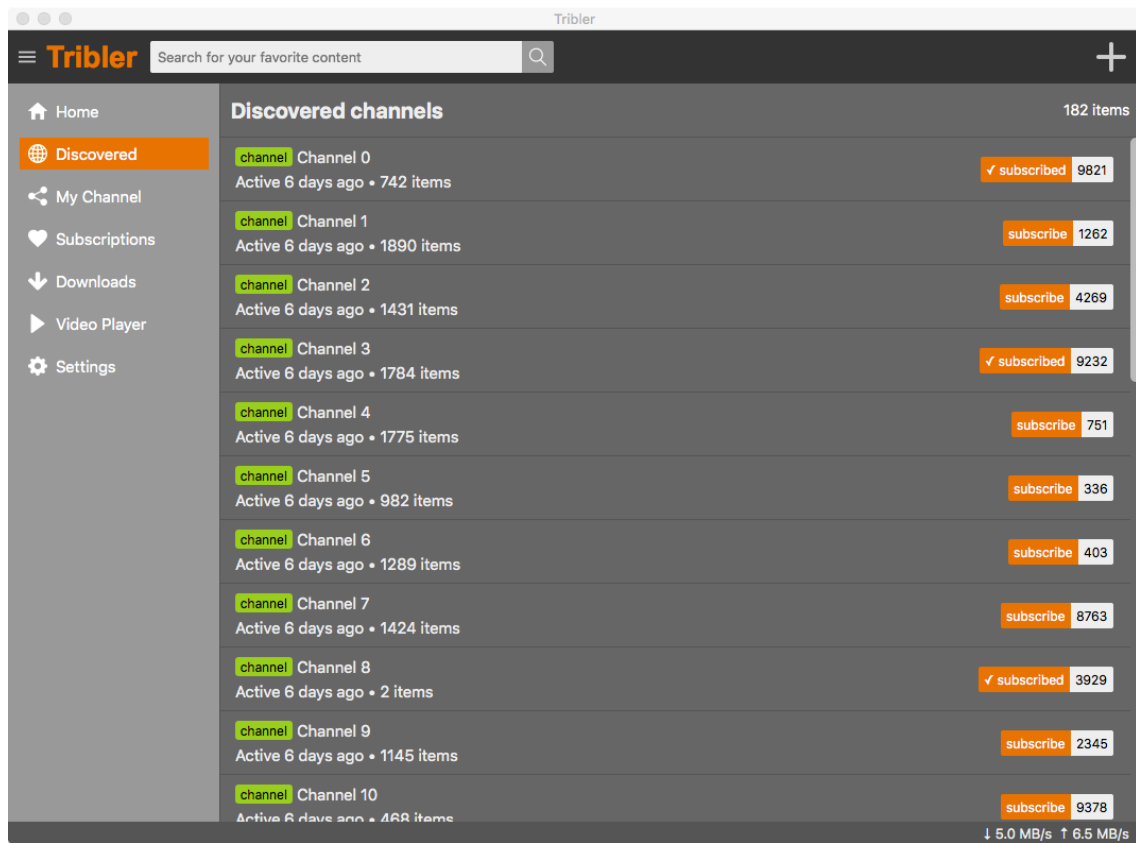 Tribler
Tribler Search for your favorite content
Home
Discovered
My Channel
Subscriptions
Downloads
Video Player
Settings
Discovered channels 182 items
channel Channel 0
Active 6 days ago • 742 items
✓ subscribed 9821
channel Channel 1
Active 6 days ago • 1890 items
subscribe 1262
channel Channel 2
Active 6 days ago • 1431 items
subscribe 4269
channel Channel 3
Active 6 days ago • 1784 items
✓ subscribed 9232
channel Channel 4
Active 6 days ago • 1775 items
subscribe 751
channel Channel 5
Active 6 days ago • 982 items
subscribe 336
channel Channel 6
Active 6 days ago • 1289 items
subscribe 403
channel Channel 7
Active 6 days ago • 1424 items
subscribe 8763
channel Channel 8
Active 6 days ago • 2 items
✓ subscribed 3929
channel Channel 9
Active 6 days ago • 1145 items
subscribe 2345
channel Channel 10
Active 6 days ago • 468 items
subscribe 9378
↓ 5.0 MB/s ↑ 6.5 MB/s